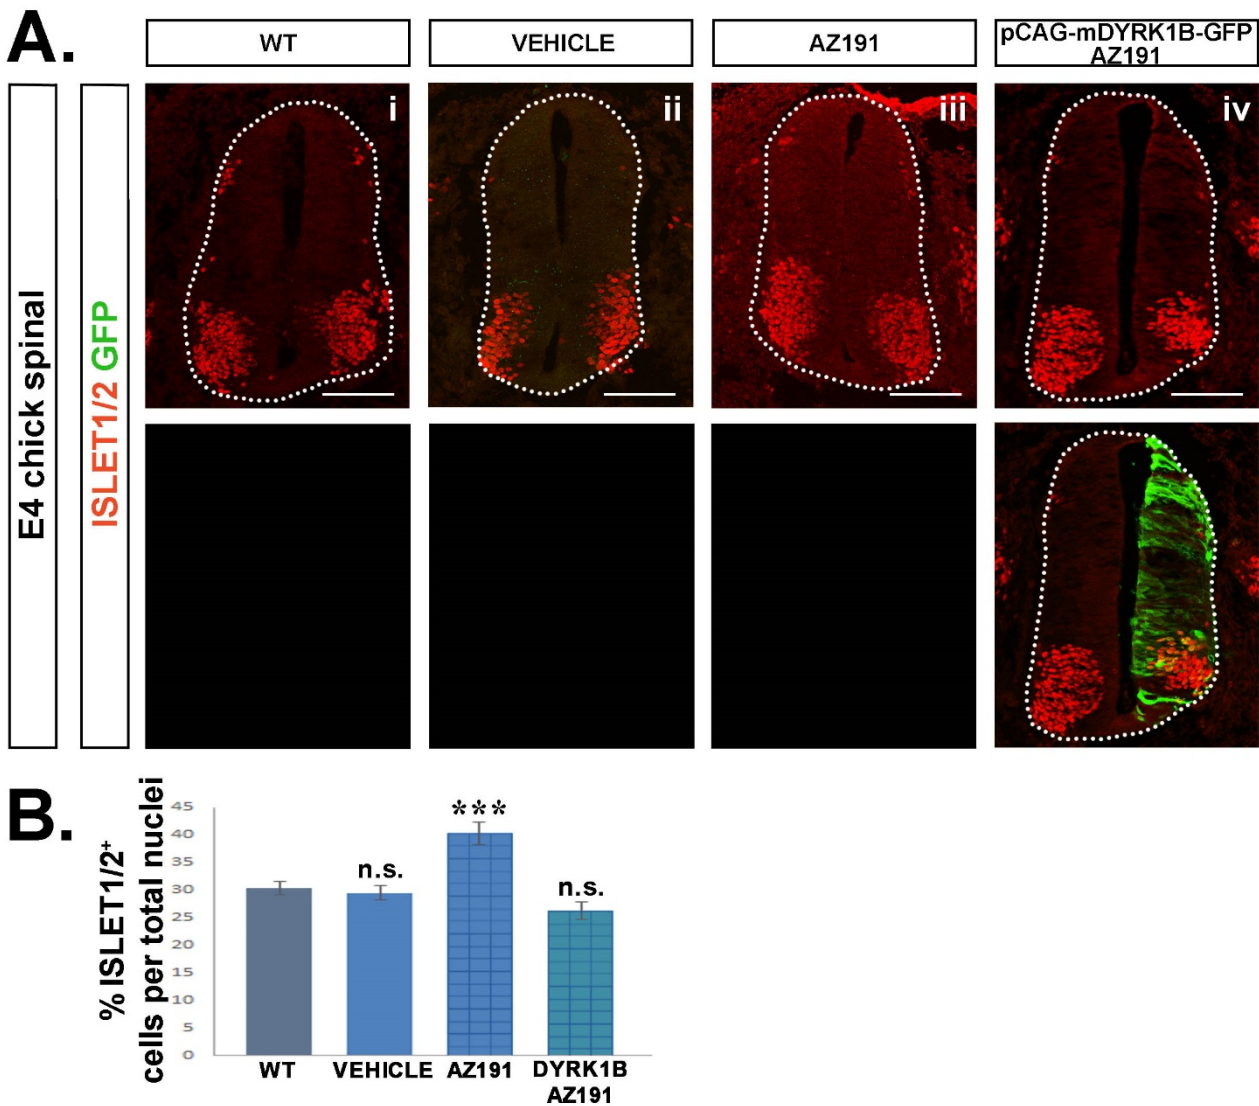 A.
WT
VEHICLE
AZ191
pCAG-mDYRK1B-GFP
AZ191
E4 chick spinal
ISLET1/2 GFP
i
ii
iii
iv
B.
% ISLET1/2+
cells per total nuclei
45
40
35
30
25
20
15
10
5
0
n.s.
***
n.s.
WT
VEHICLE
AZ191
DYRK1B
AZ191